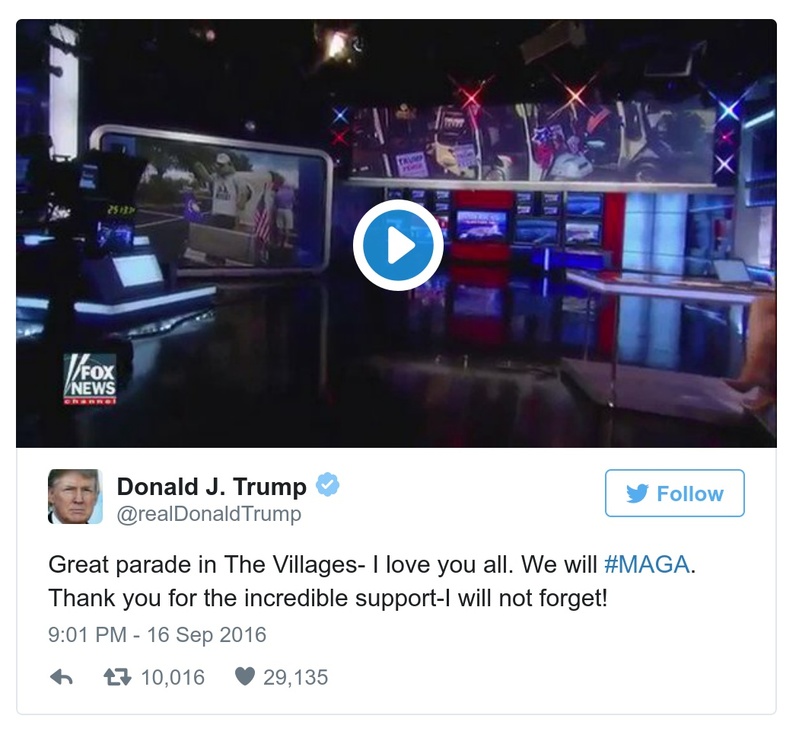 TRUMP
FOX
NEWS
channel
Donald J. Trump
@realDonaldTrump
Follow
Great parade in The Villages- I love you all. We will #MAGA.
Thank you for the incredible support-I will not forget!
9:01 PM - 16 Sep 2016
10,016
29,135